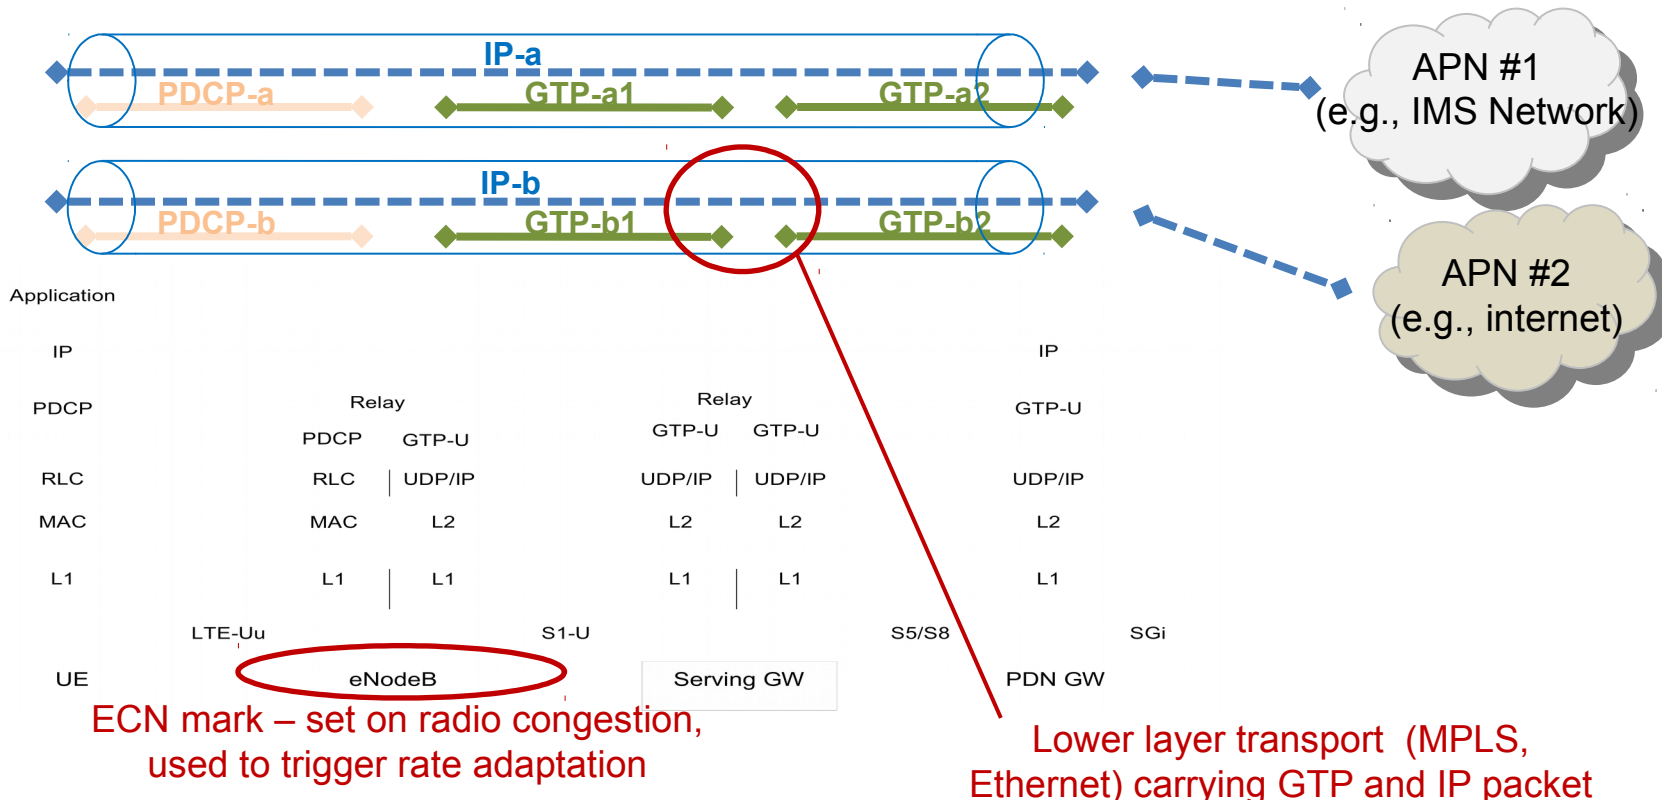 IP-a
PDCP-a GTP-a1 GTP-a2
APN #1
(e.g., IMS Network)
IP-b
PDCP-b GTP-b1 GTP-b2
APN #2
(e.g., internet)
Application
IP IP
PDCP Relay Relay GTP-U
PDCP GTP-U GTP-U GTP-U
RLC RLC UDP/IP UDP/IP UDP/IP UDP/IP
MAC MAC L2 L2 L2 L2
L1 L1 L1 L1 L1 L1
LTE-Uu S1-U S5/S8 SGi
UE eNodeB Serving GW PDN GW
ECN mark – set on radio congestion,
used to trigger rate adaptation
Lower layer transport (MPLS,
Ethernet) carrying GTP and IP packet